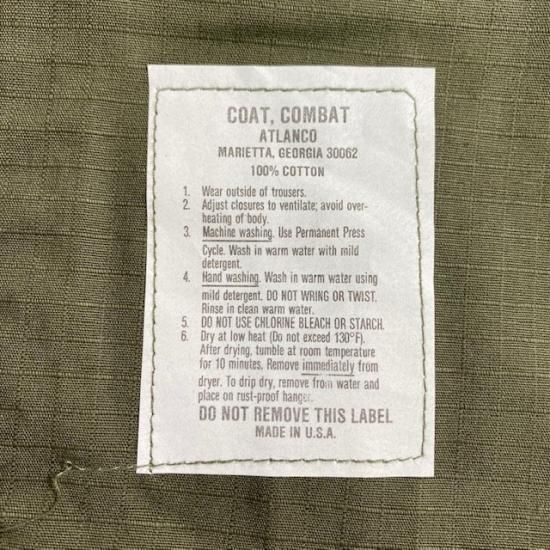 COAT, COMBAT
ATLANCO
MARIETTA, GEORGIA 30062
100% COTTON
1. Wear outside of trousers.
2. Adjust closures to ventilate; avoid over-
heating of body.
3. Machine washing. Use Permanent Press
Cycle. Wash in warm water with mild
detergent.
4. Hand washing. Wash in warm water using
mild detergent. DO NOT WRING OR TWIST.
Rinse in clean warm water.
5. DO NOT USE CHLORINE BLEACH OR STARCH.
6. Dry at low heat (Do not exceed 130°F).
After drying, tumble at room temperature
for 10 minutes. Remove immediately from
dryer. To drip dry, remove from water and
place on rust-proof hanger.
DO NOT REMOVE THIS LABEL
MADE IN U.S.A.